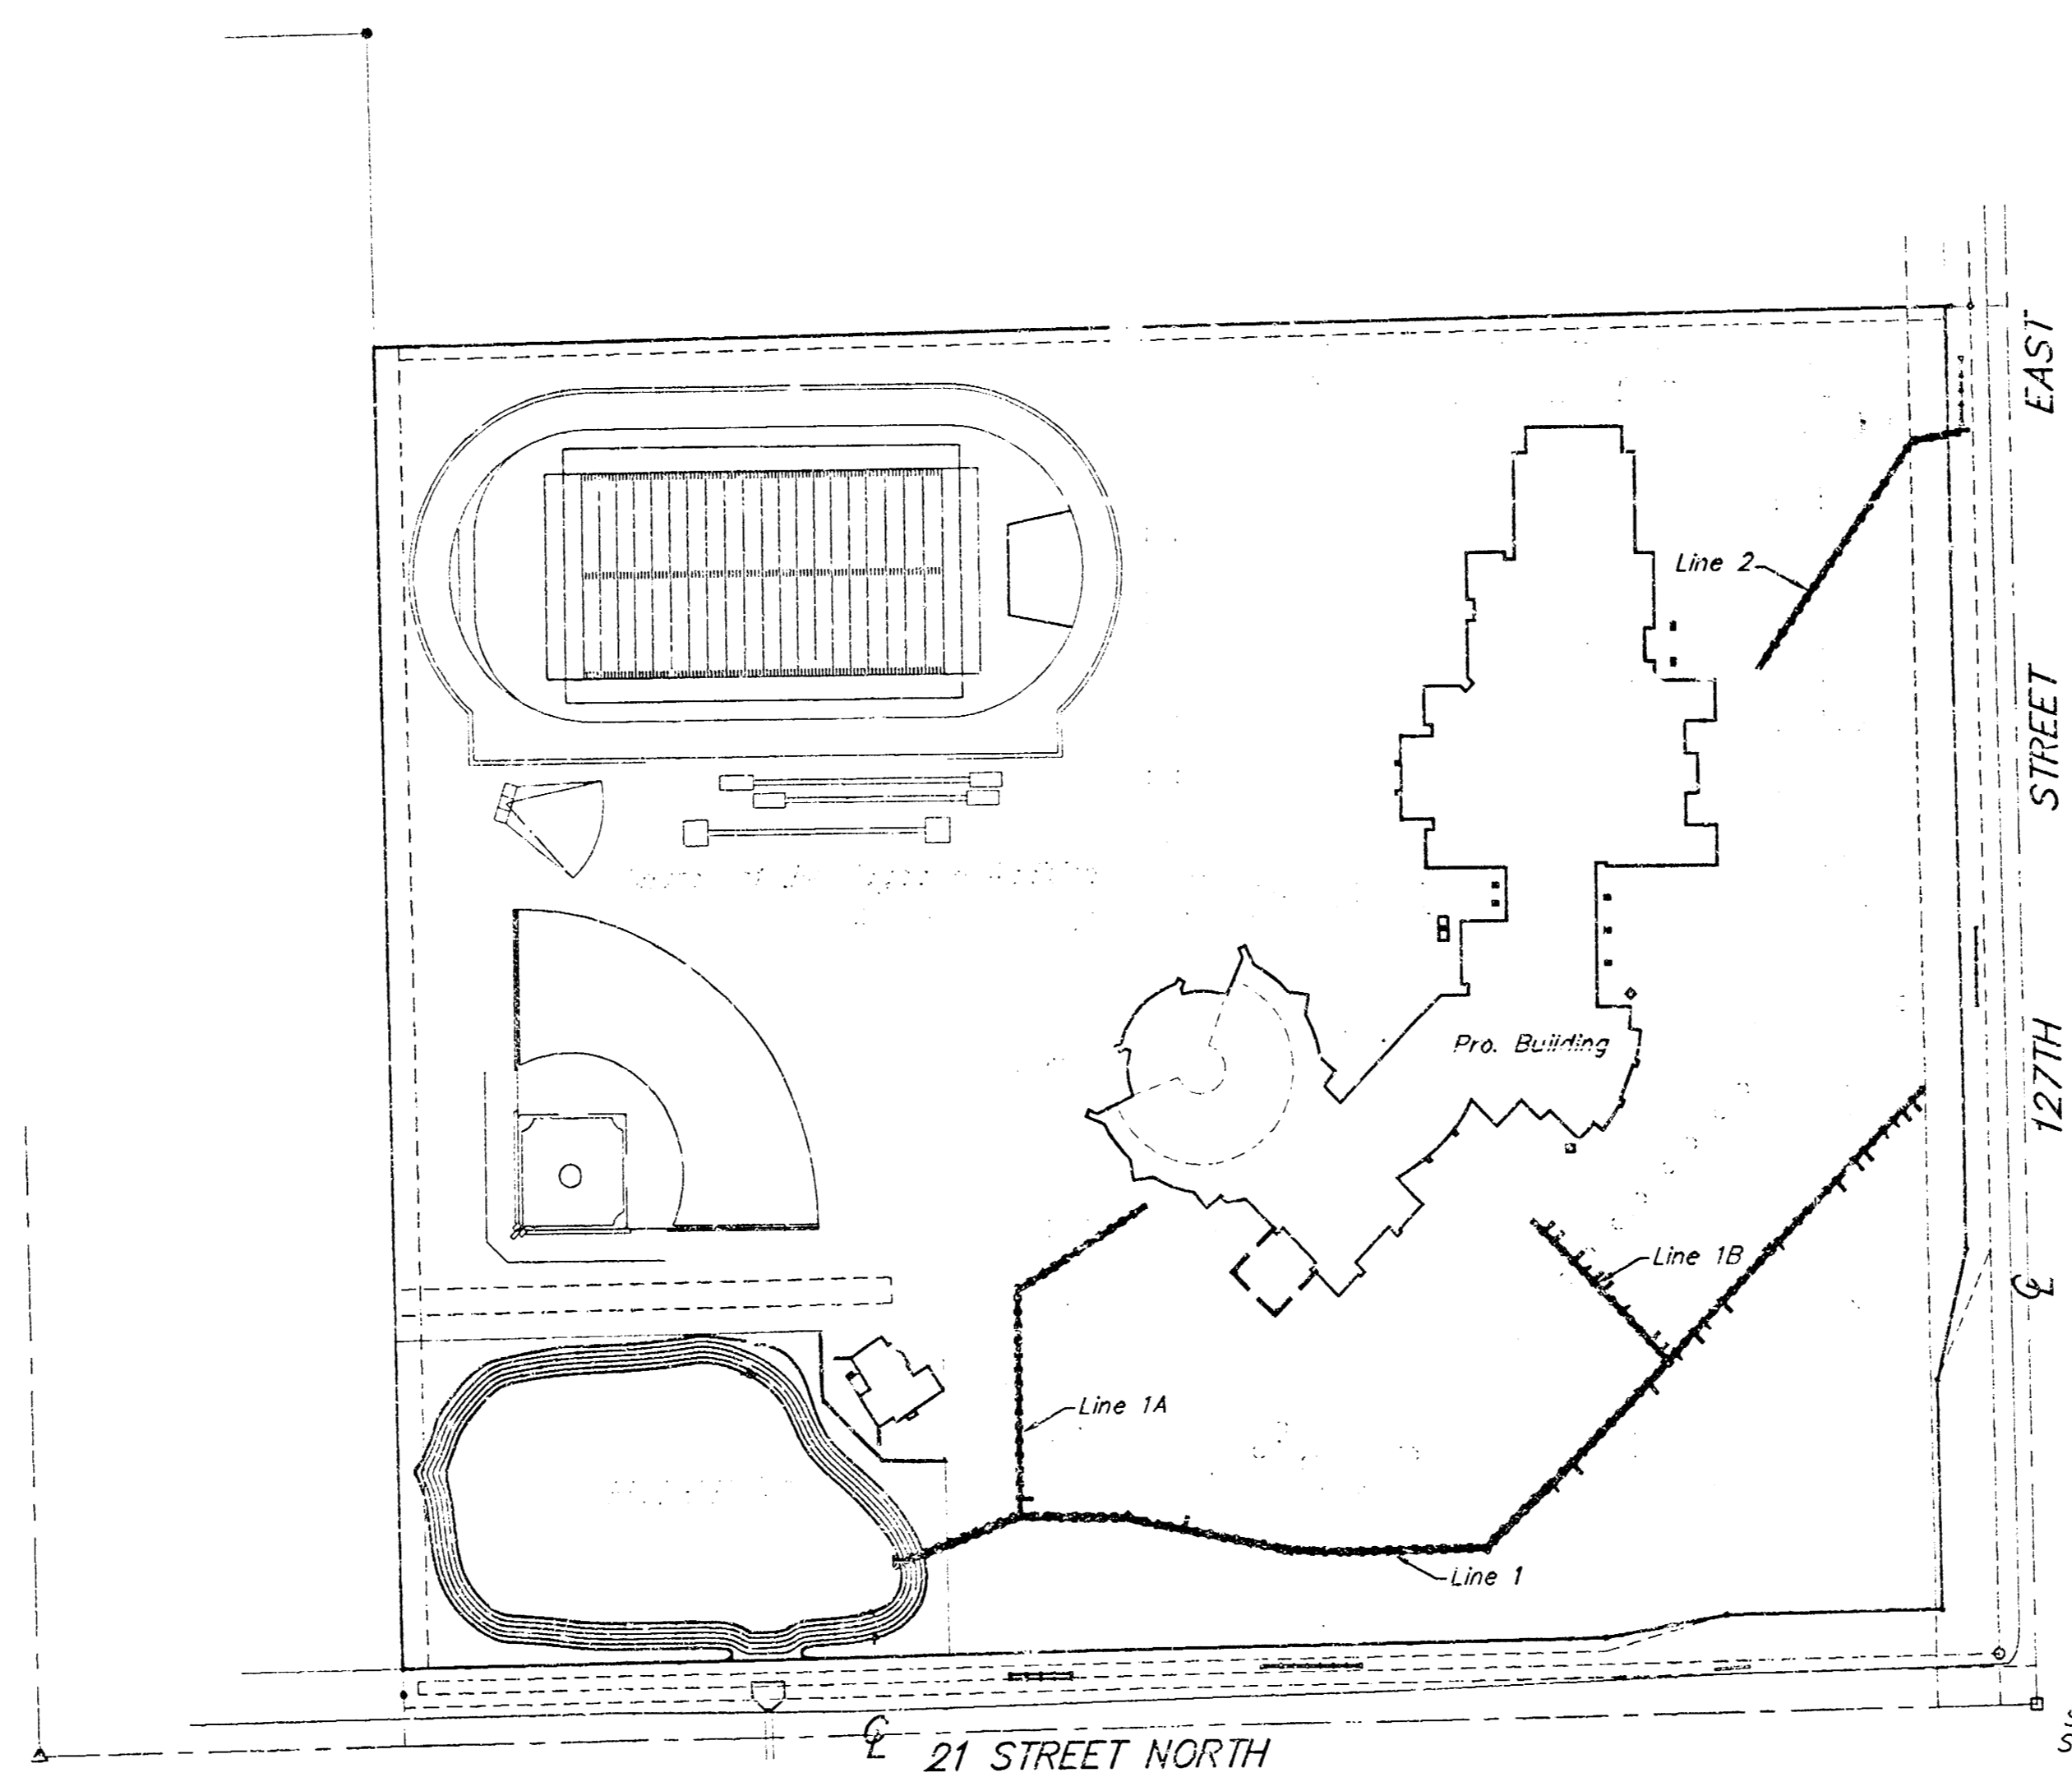 EAST
Line 2
STREET
127TH
Pro. Building
Line 1B
℄
Line 1A
Line 1
℄
21 STREET NORTH